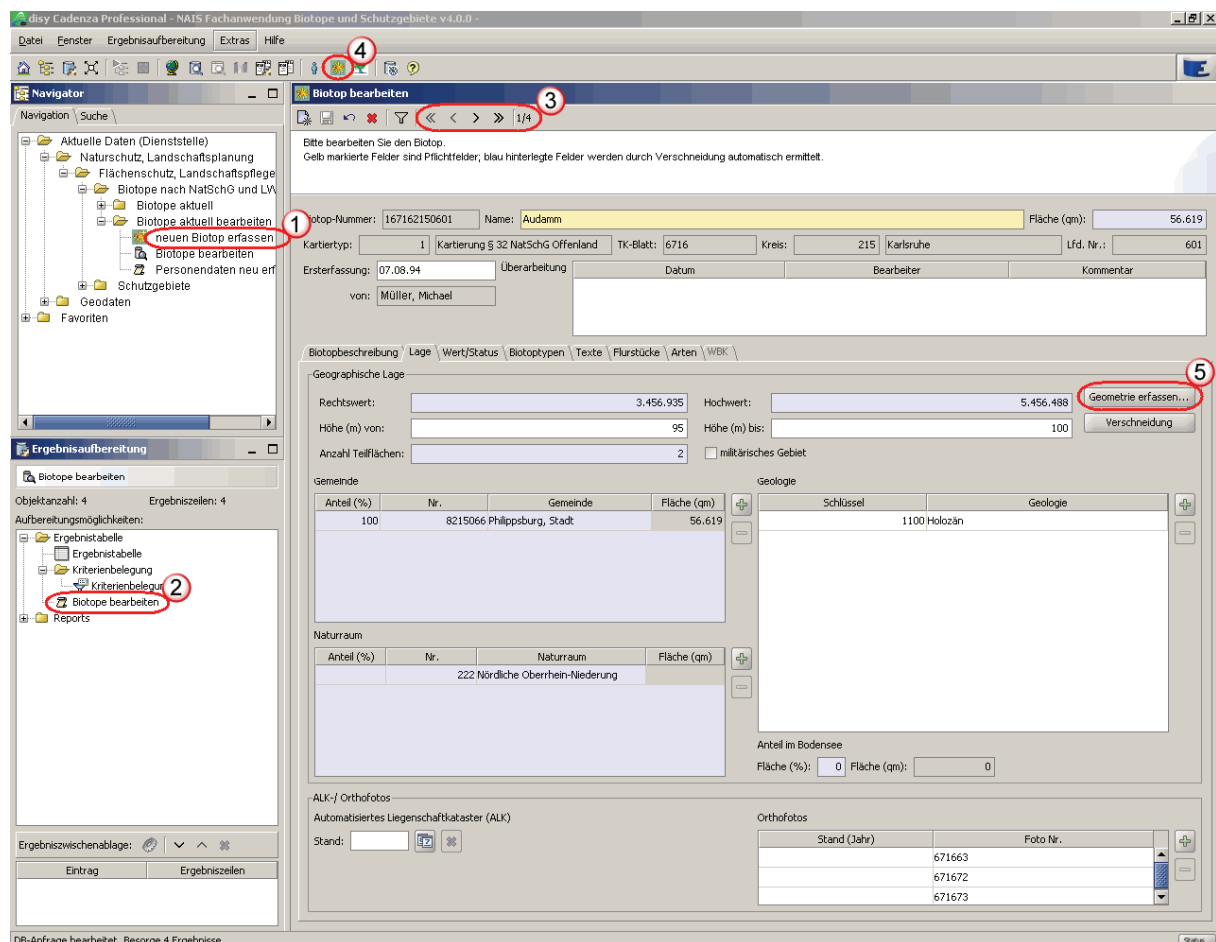 disy Cadenza Professional - NAIS Fachanwendung Biotope und Schutzgebiete v4.0.0 -
Datei Fenster Ergebnisaufbereitung Extras Hilfe
4
Navigator
Navigation Suche
Aktuelle Daten (Dienststelle)
Naturschutz, Landschaftsplanung
Flächenschutz, Landschaftspflege
Biotope nach NatSchG und LW
Biotope aktuell
Biotope aktuell bearbeiten
1
neuen Biotop erfassen
Biotope bearbeiten
Personendaten neu erf
Schutzgebiete
Geodaten
Favoriten
Ergebnisaufbereitung
Biotope bearbeiten
Objektanzahl: 4 Ergebniszeilen: 4
Aufbereitungsmöglichkeiten:
Ergebnistabelle
Ergebnistabelle
Kriterienbelegung
Kriterienbelegun
2
Biotope bearbeiten
Reports
Ergebniszwischenablage:
Eintrag Ergebniszeilen
DB-Anfrage bearbeitet. Besorge 4 Ergebnisse
Biotop bearbeiten
3
1/4
Bitte bearbeiten Sie den Biotop.
Gelb markierte Felder sind Pflichtfelder; blau hinterlegte Felder werden durch Verschneidung automatisch ermittelt.
Biotop-Nummer: 167162150601 Name: Audamm Fläche (qm): 56.619
Kartiertyp: 1 Kartierung § 32 NatSchG Offenland TK-Blatt: 6716 Kreis: 215 Karlsruhe Lfd. Nr.: 601
Ersterfassung: 07.08.94 Überarbeitung Datum Bearbeiter Kommentar
von: Müller, Michael
Biotopbeschreibung Lage Wert/Status Biotoptypen Texte Flurstücke Arten WBK
Geographische Lage
5
Rechtswert: 3.456.935 Hochwert: 5.456.488 Geometrie erfassen...
Höhe (m) von: 95 Höhe (m) bis: 100 Verschneidung
Anzahl Teilflächen: 2 militärisches Gebiet
Gemeinde
Anteil (%) Nr. Gemeinde Fläche (qm)
100 8215066 Philippsburg, Stadt 56.619
Geologie
Schlüssel Geologie
1100 Holozän
Naturraum
Anteil (%) Nr. Naturraum Fläche (qm)
222 Nördliche Oberrhein-Niederung
Anteil im Bodensee
Fläche (%): 0 Fläche (qm): 0
ALK-/ Orthofotos
Automatisiertes Liegenschaftkataster (ALK)
Stand:
Orthofotos
Stand (Jahr) Foto Nr.
671663
671672
671673
Status